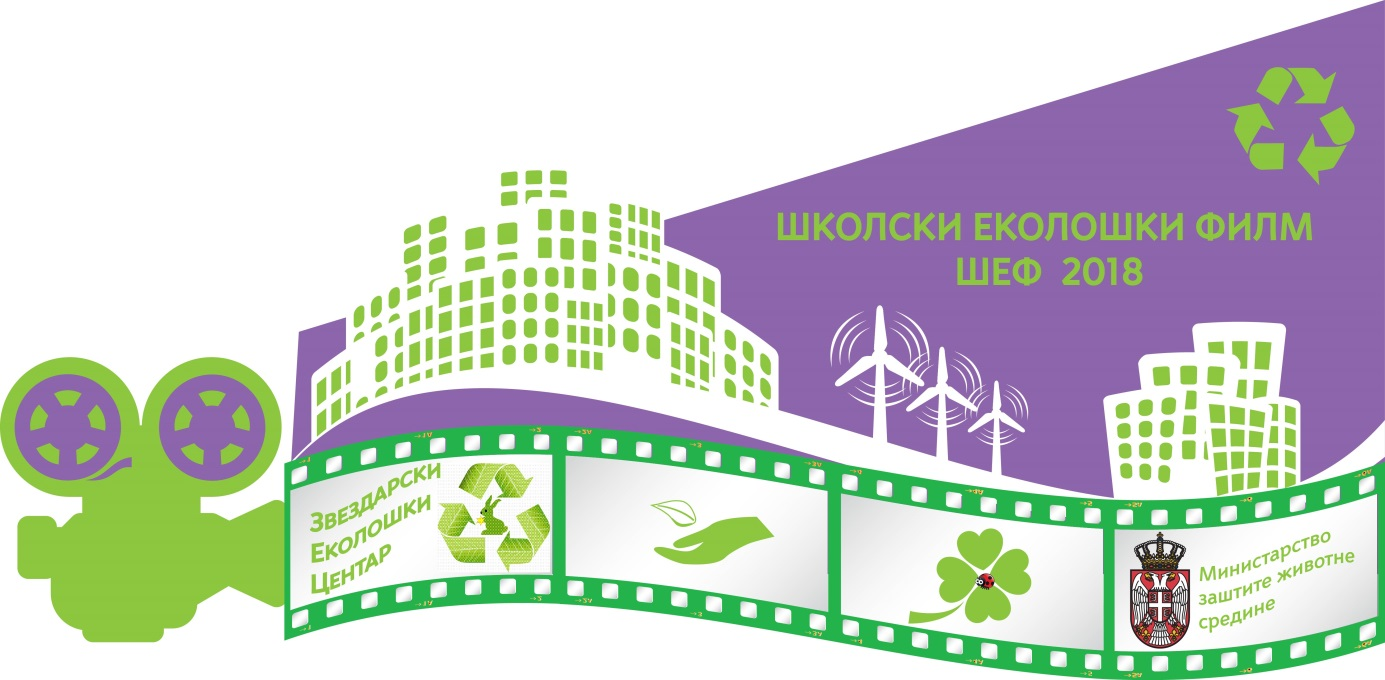 ШКОЛСКИ ЕКОЛОШКИ ФИЛМ
ШЕФ 2018
Звездарски
Еколошки
Центар
Министарство
заштите животне
средине